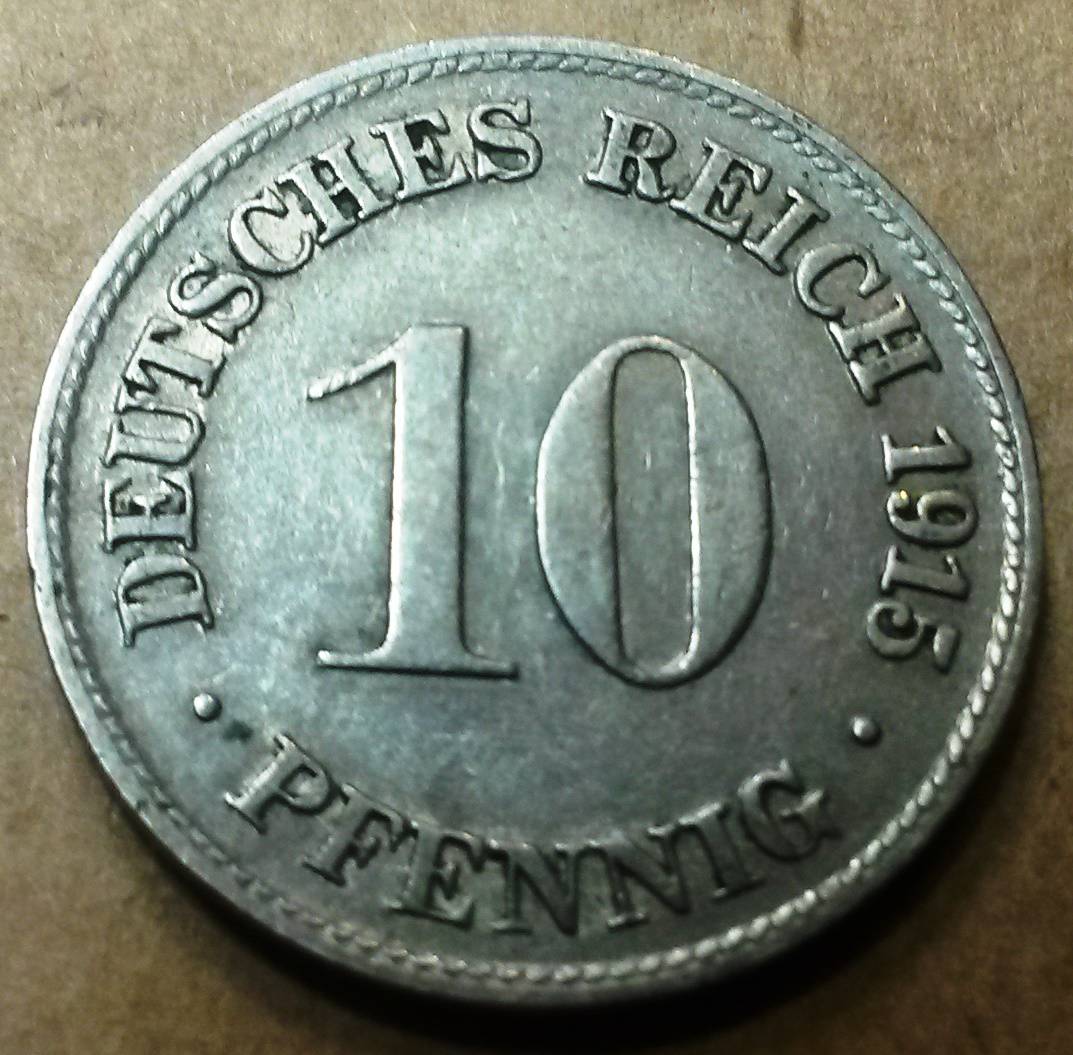 DEUTSCHES REICH 1915
10
· PFENNIG ·